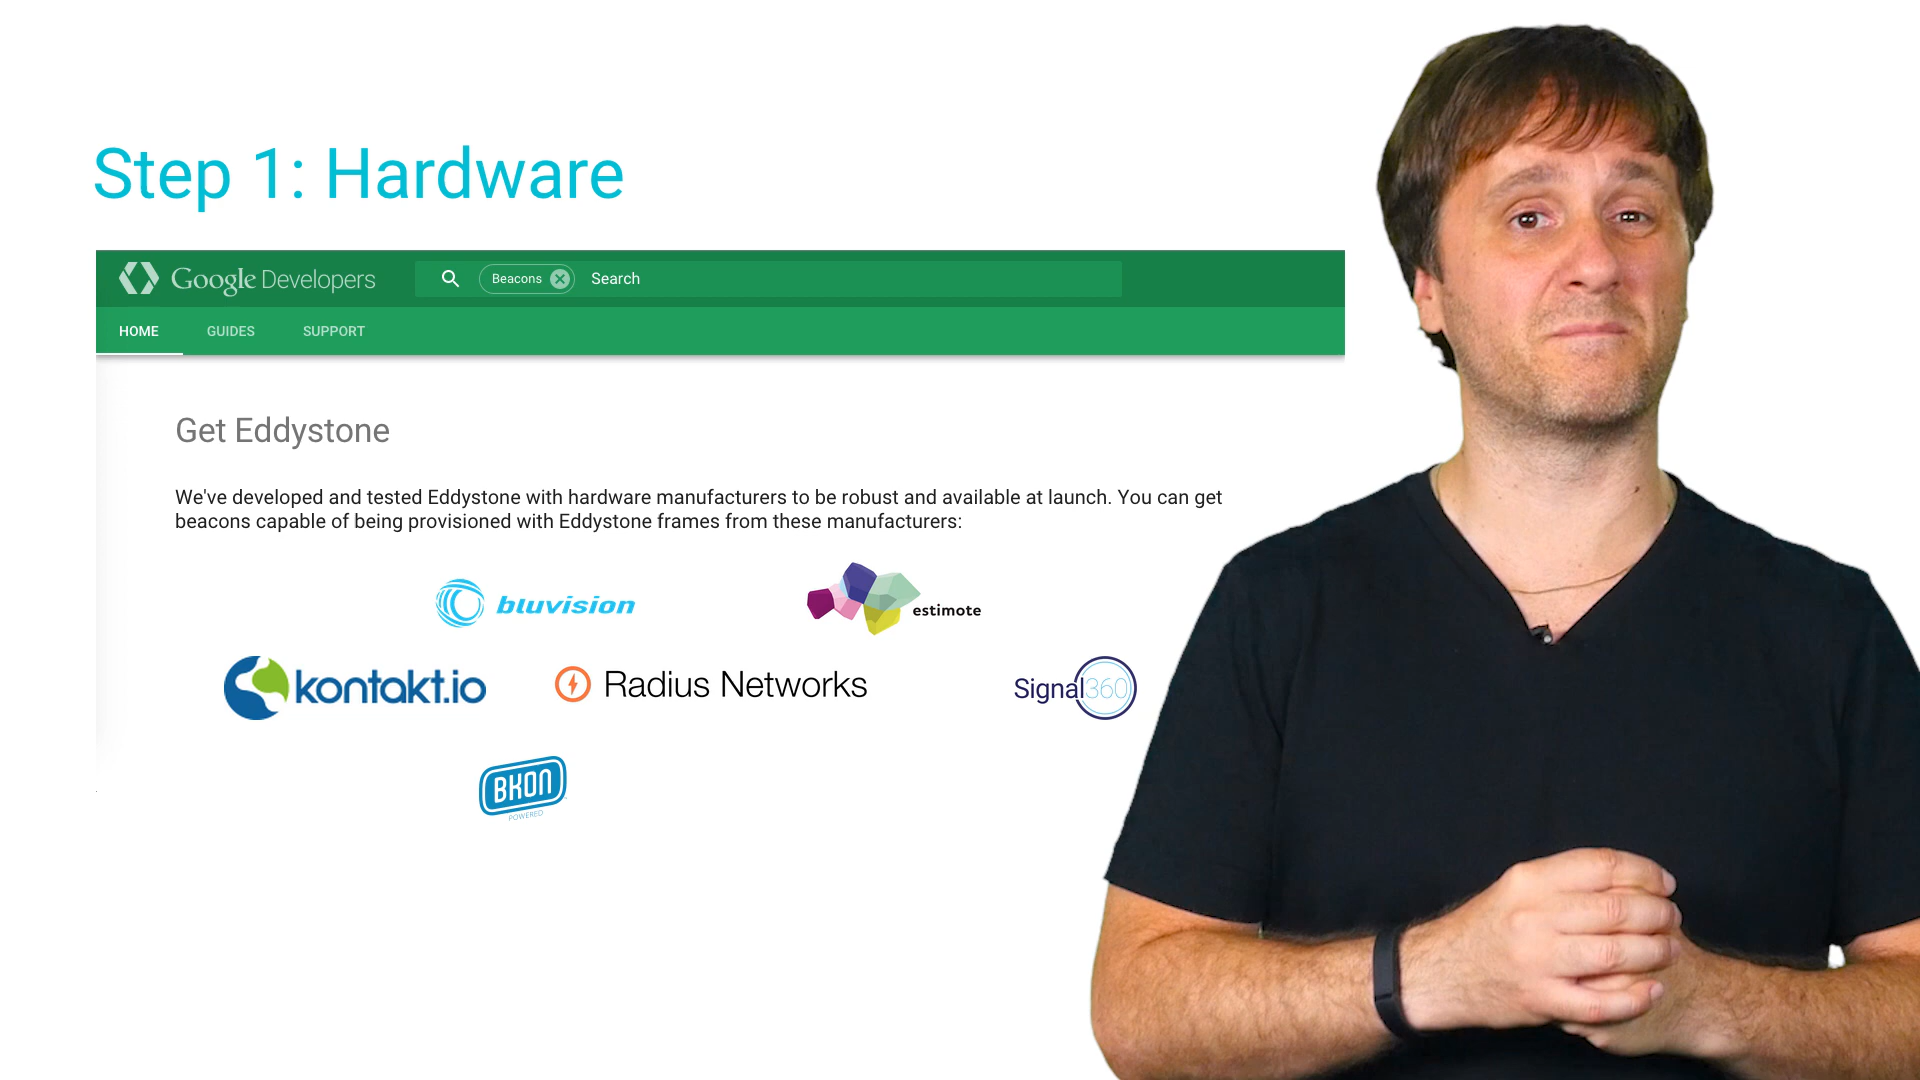 Step 1: Hardware
Google Developers
Beacons
Search
HOME
GUIDES
SUPPORT
Get Eddystone
We've developed and tested Eddystone with hardware manufacturers to be robust and available at launch. You can get
beacons capable of being provisioned with Eddystone frames from these manufacturers:
bluvision
estimote
kontakt.io
Radius Networks
Signal360
BKON
POWERED